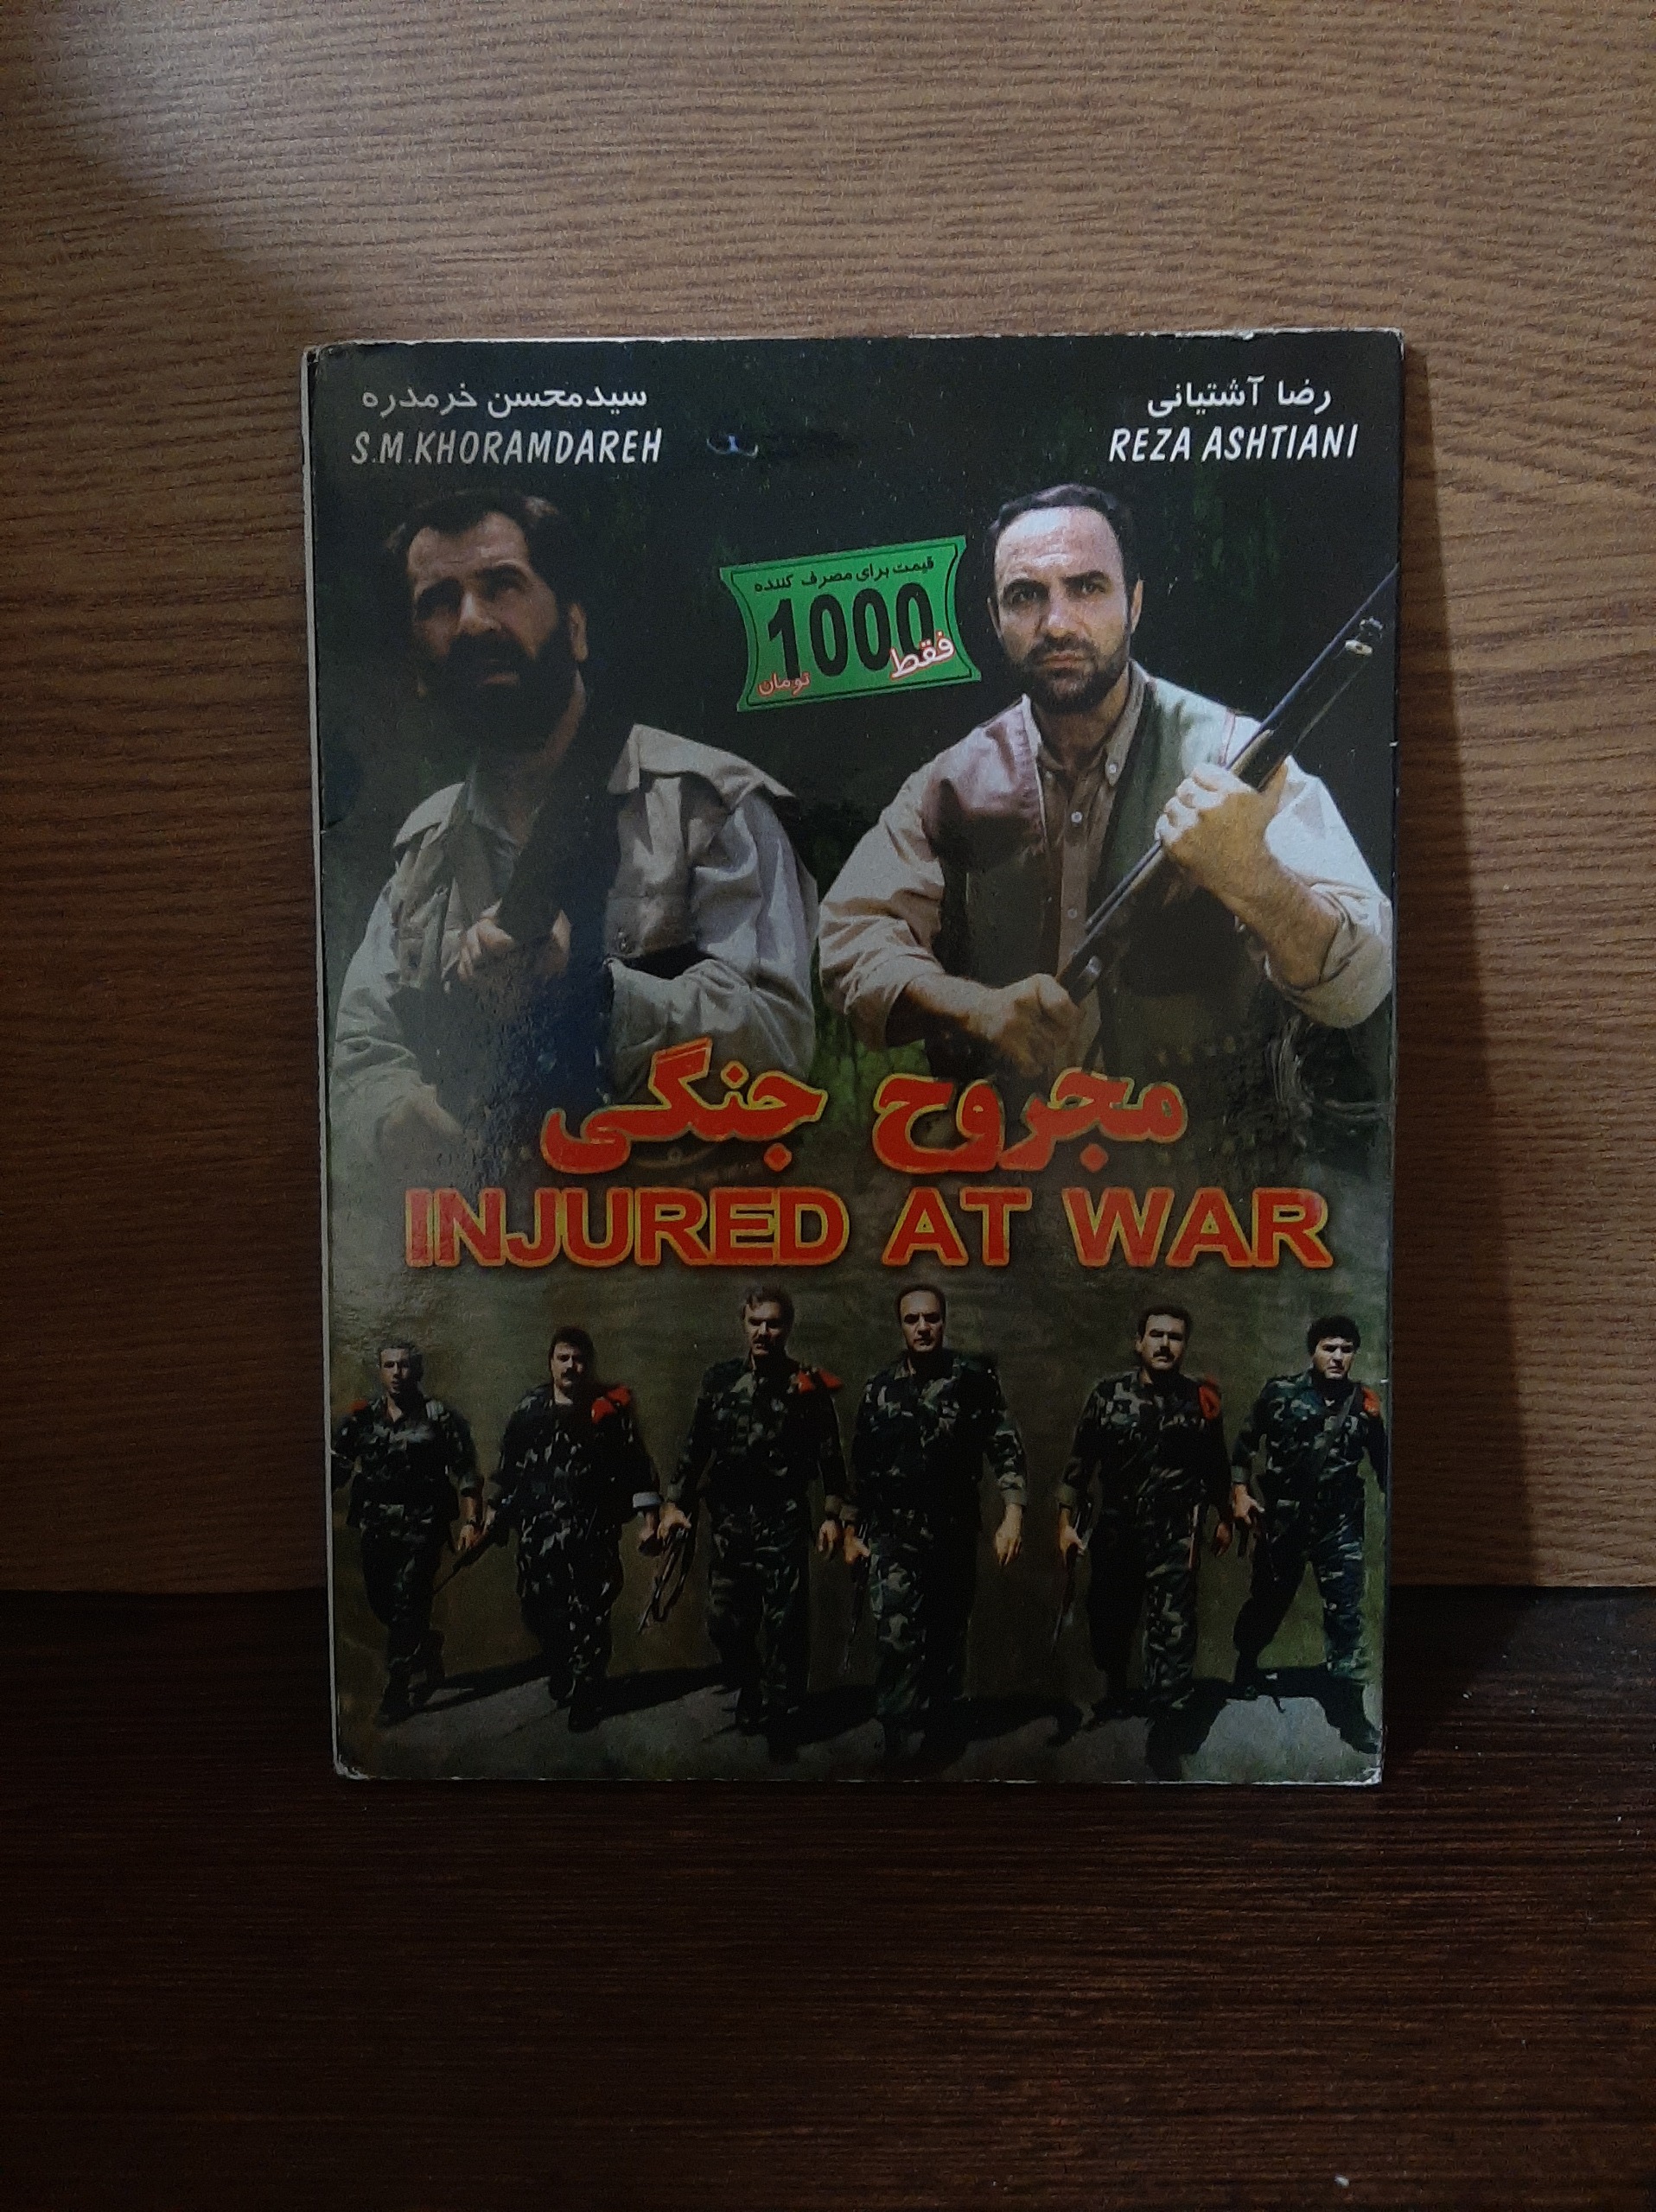 رضا آشتیانی
REZA ASHTIANI
سیدمحسن خرمدره
S.M.KHORAMDAREH
قیمت برای مصرف کننده
1000
فقط
تومان
مجروح جنگی
INJURED AT WAR